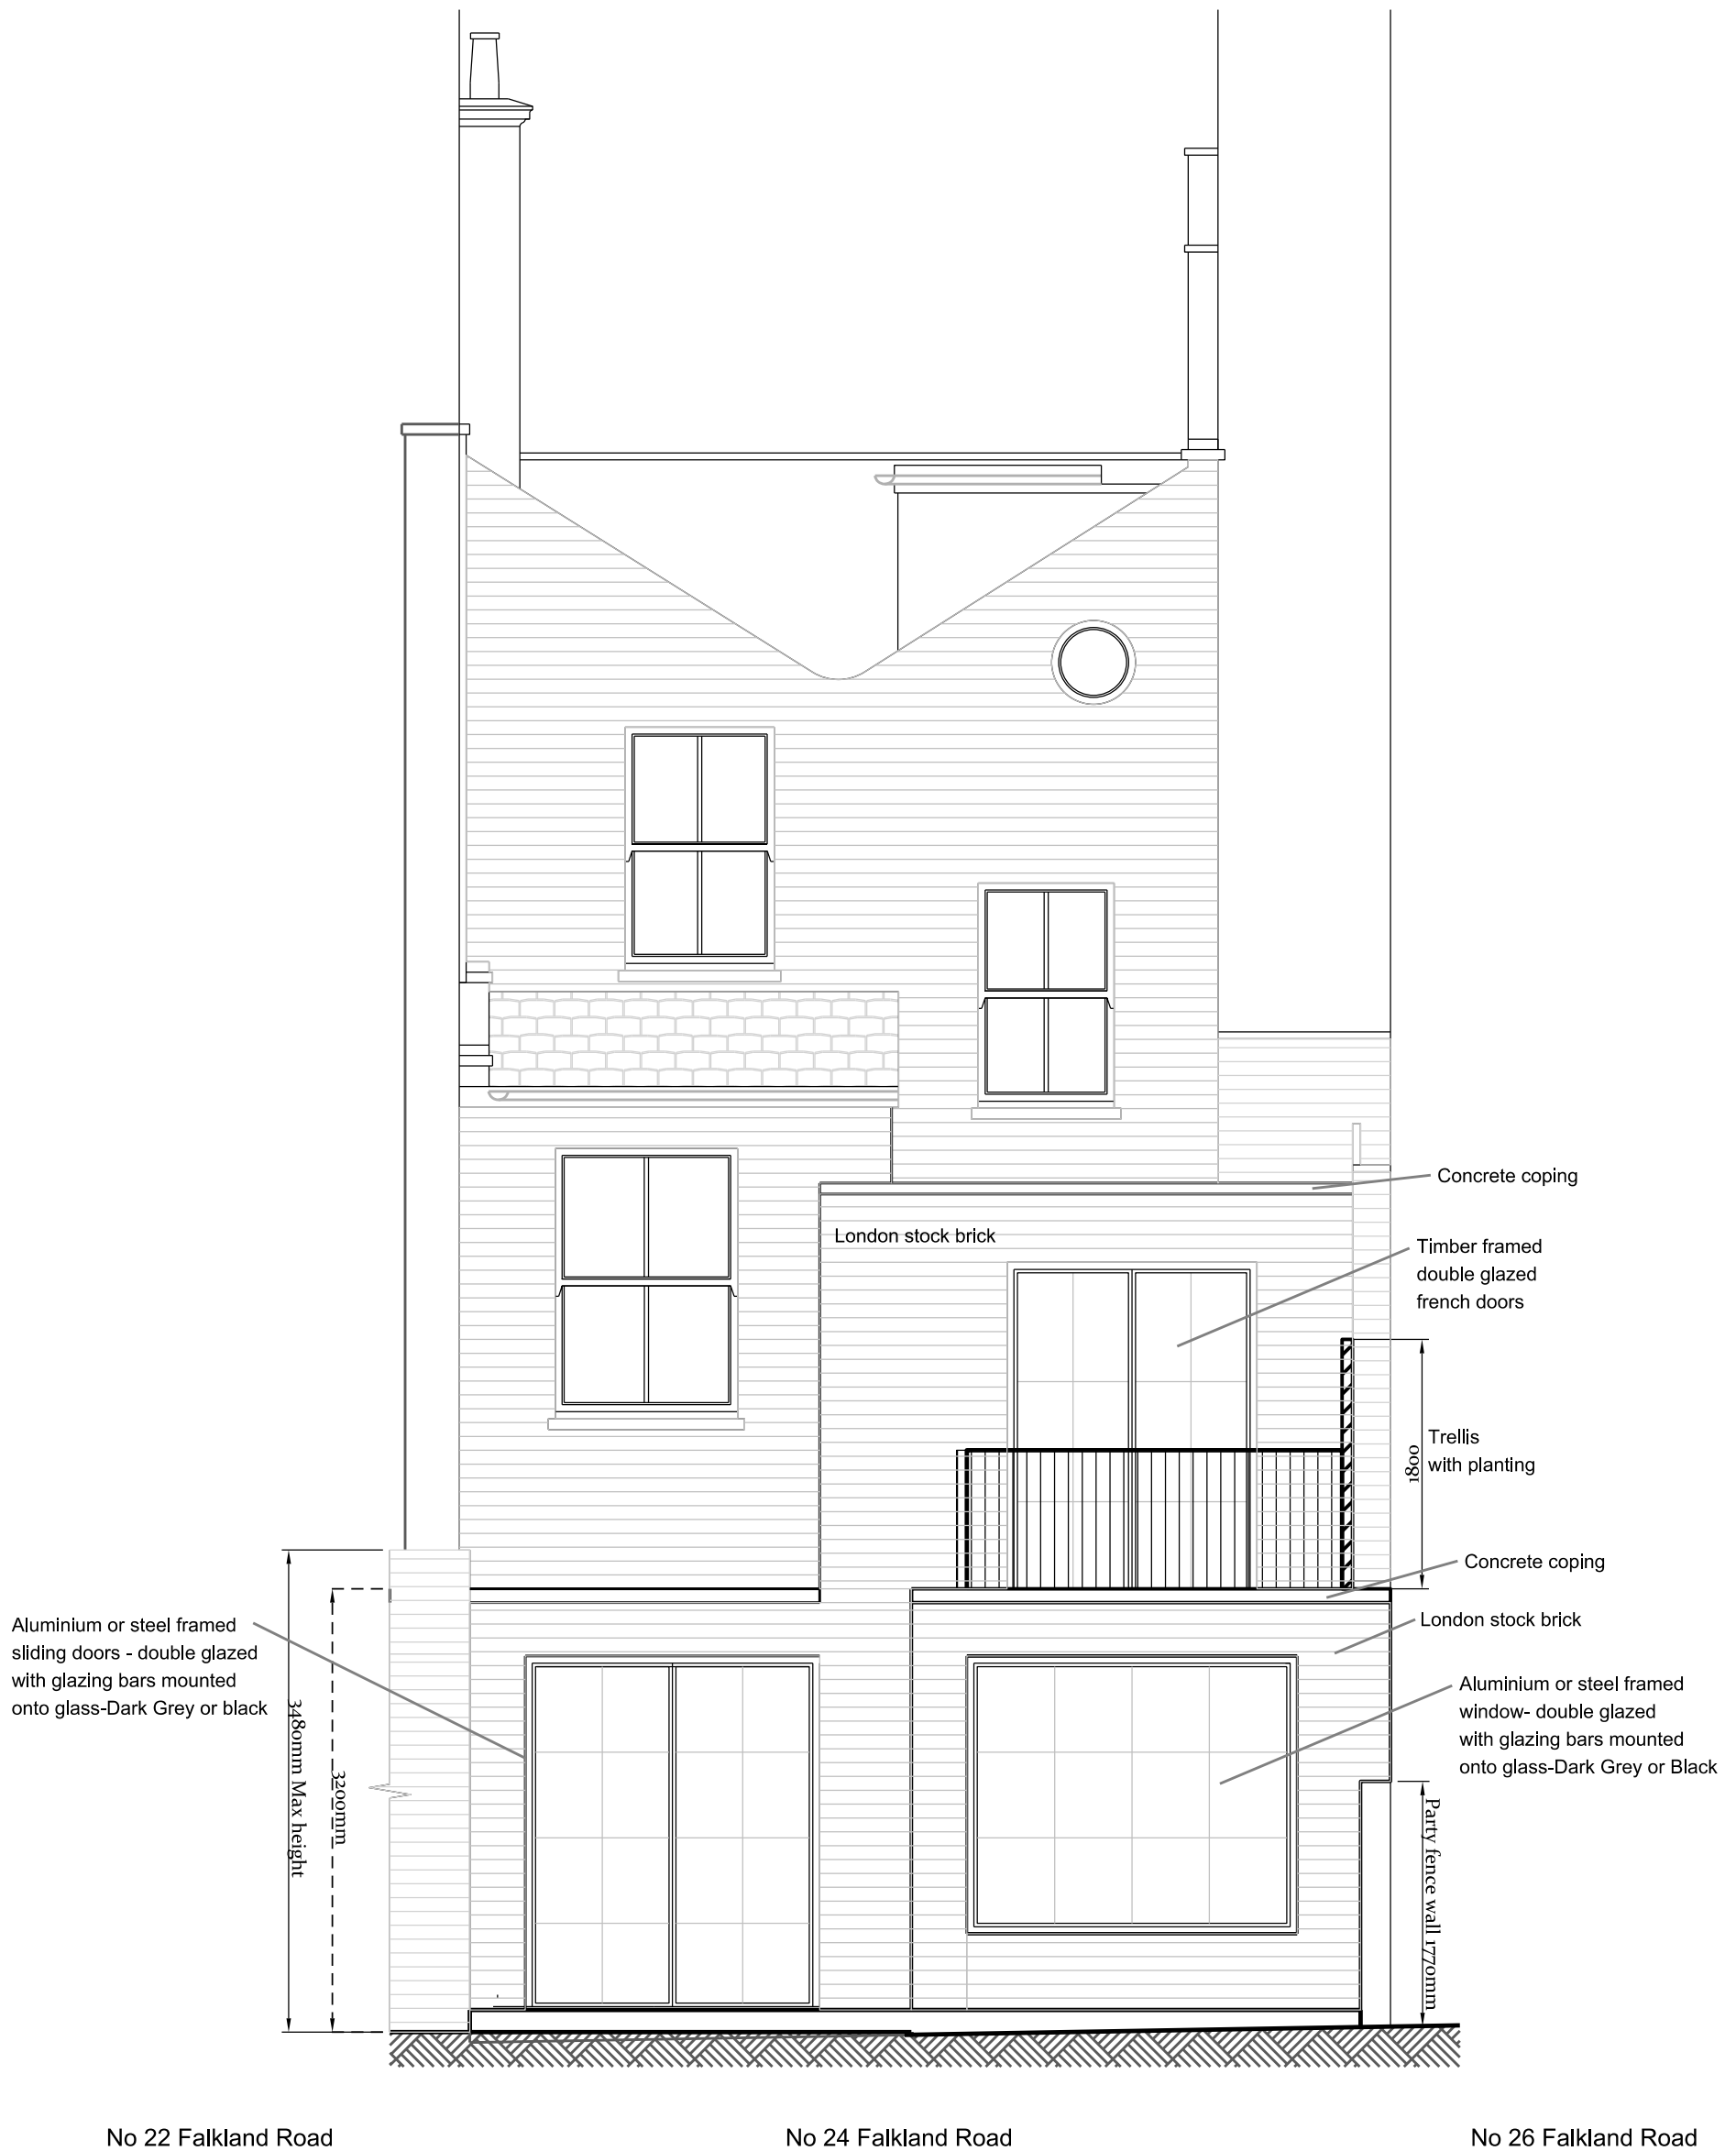 Concrete coping
London stock brick
Timber framed
double glazed
french doors
1800
Trellis
with planting
Concrete coping
London stock brick
Aluminium or steel framed
sliding doors - double glazed
with glazing bars mounted
onto glass-Dark Grey or black
3480mm Max height
3200mm
Aluminium or steel framed
window- double glazed
with glazing bars mounted
onto glass-Dark Grey or Black
Party fence wall 1770mm
No 22 Falkland Road
No 24 Falkland Road
No 26 Falkland Road